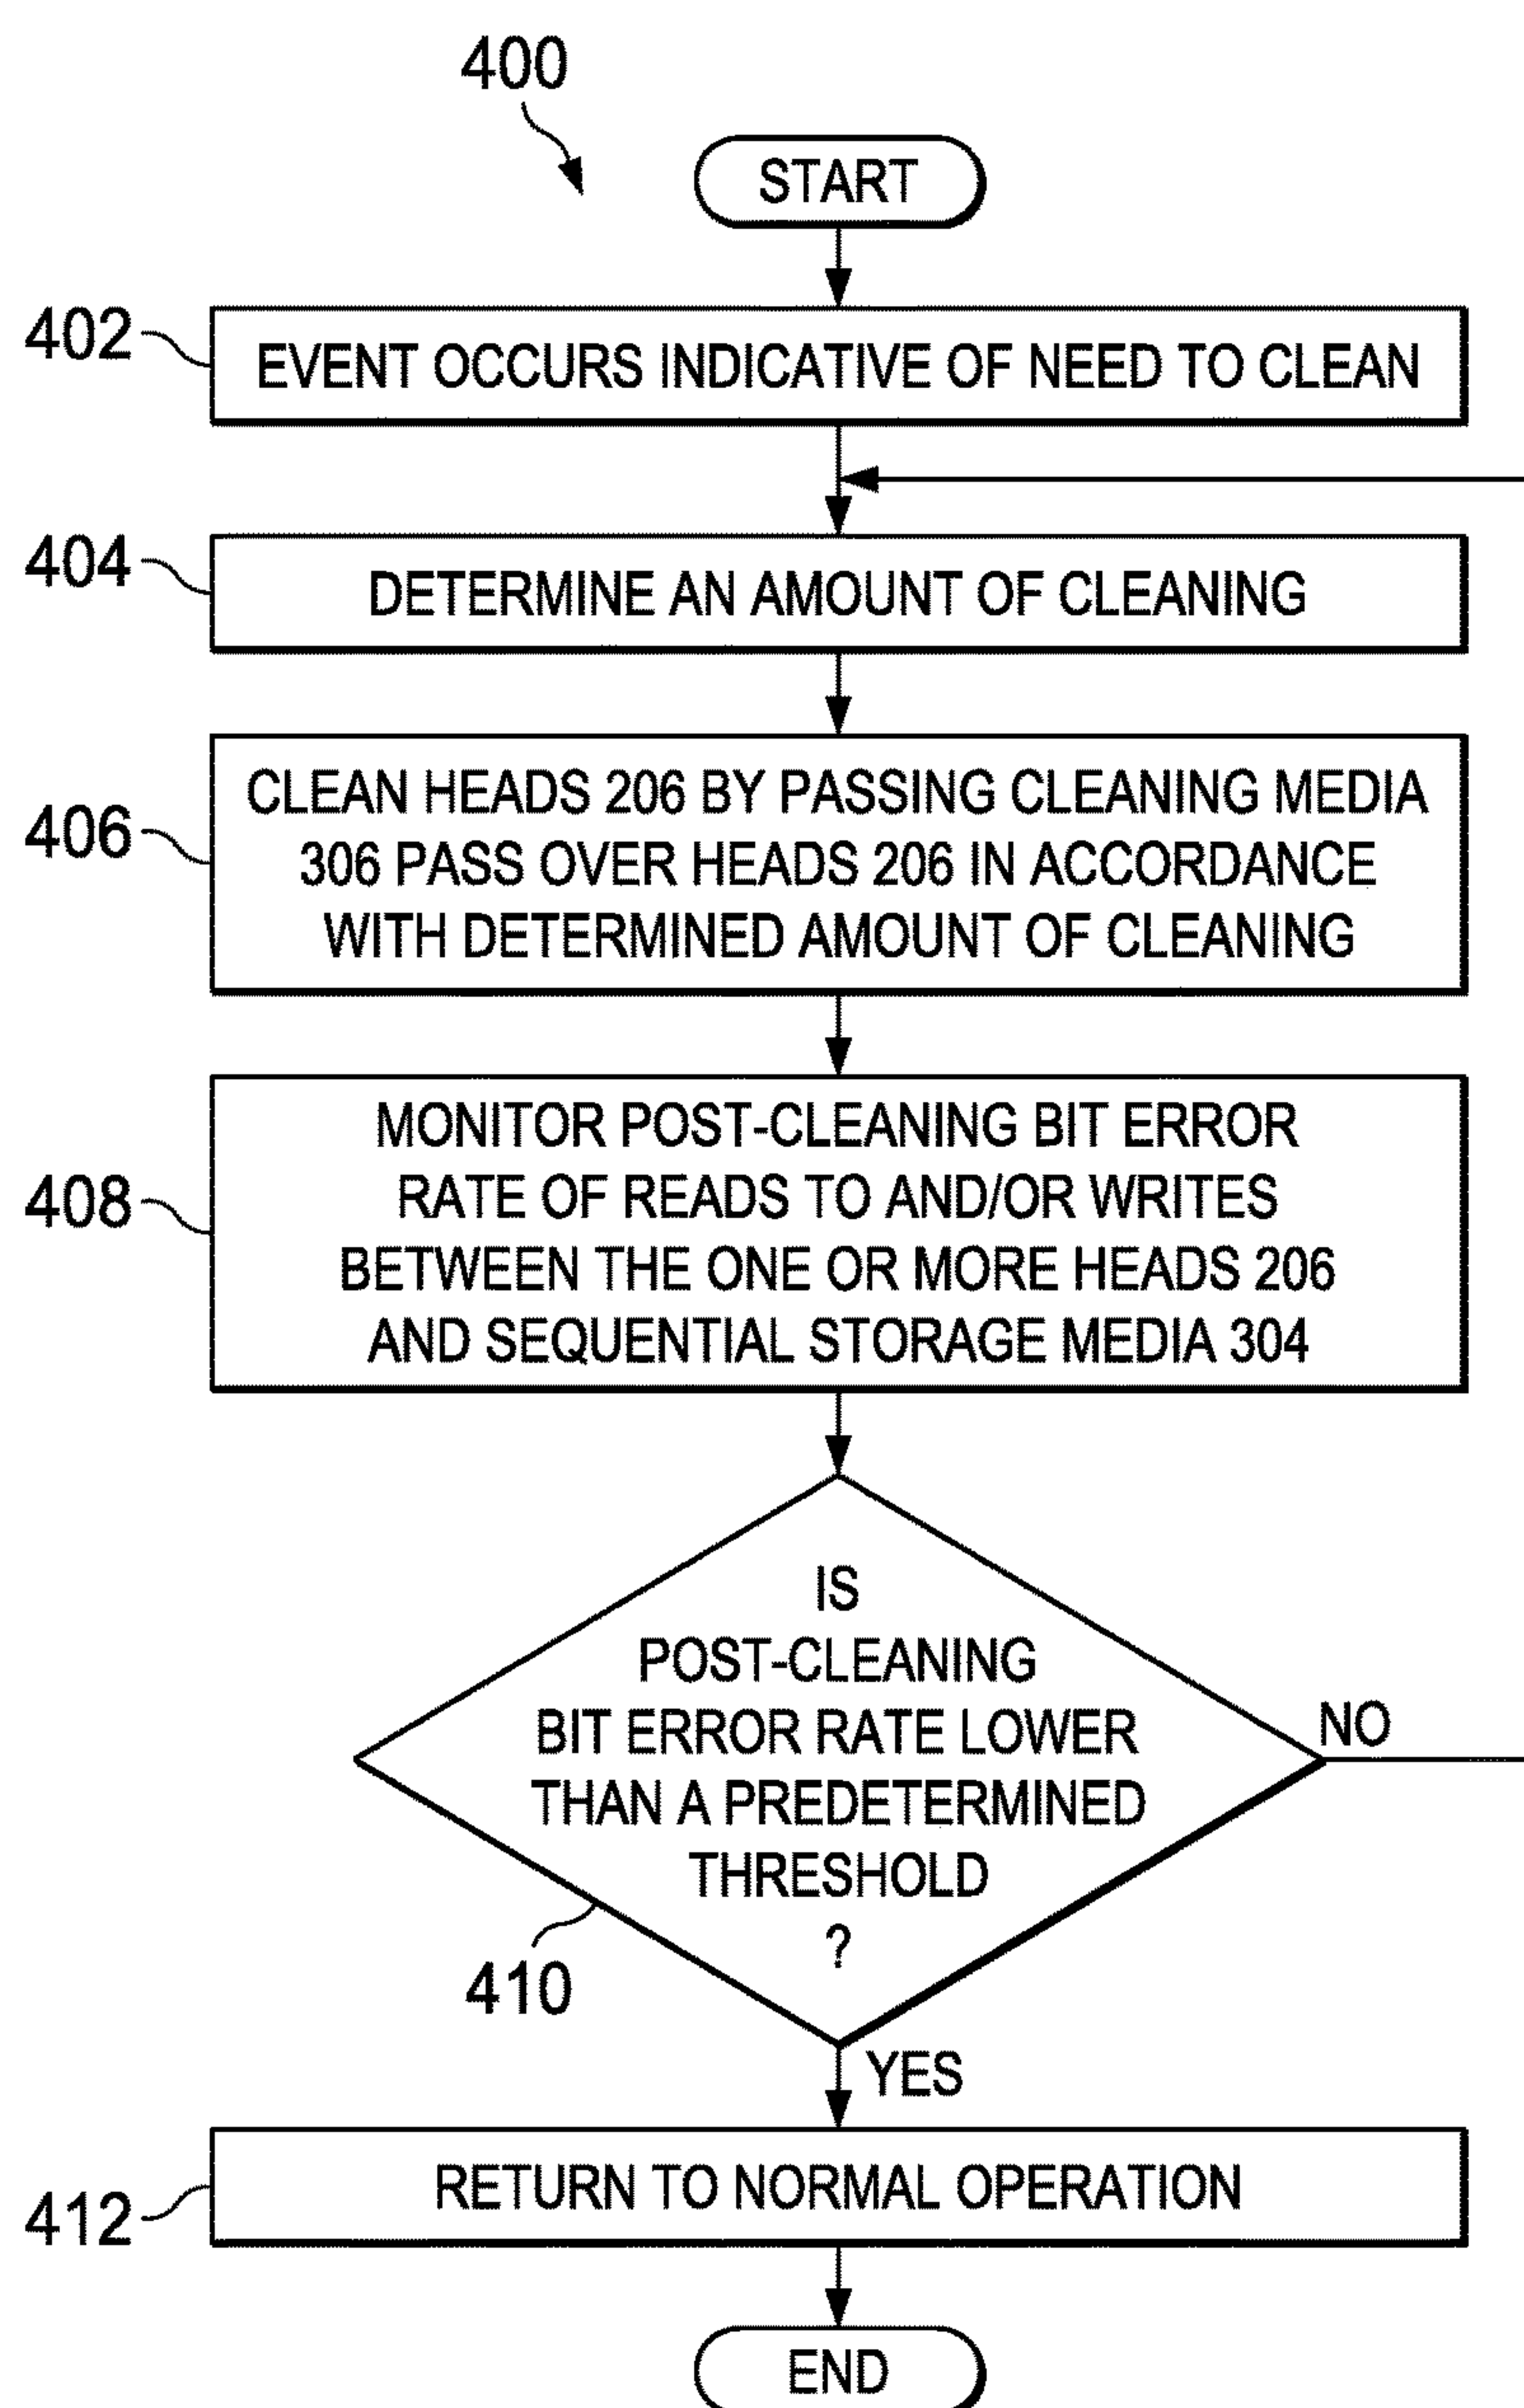 400
START
402
EVENT OCCURS INDICATIVE OF NEED TO CLEAN
404
DETERMINE AN AMOUNT OF CLEANING
406
CLEAN HEADS 206 BY PASSING CLEANING MEDIA
306 PASS OVER HEADS 206 IN ACCORDANCE
WITH DETERMINED AMOUNT OF CLEANING
408
MONITOR POST-CLEANING BIT ERROR
RATE OF READS TO AND/OR WRITES
BETWEEN THE ONE OR MORE HEADS 206
AND SEQUENTIAL STORAGE MEDIA 304
IS
POST-CLEANING
BIT ERROR RATE LOWER
THAN A PREDETERMINED
THRESHOLD
?
NO
410
YES
412
RETURN TO NORMAL OPERATION
END